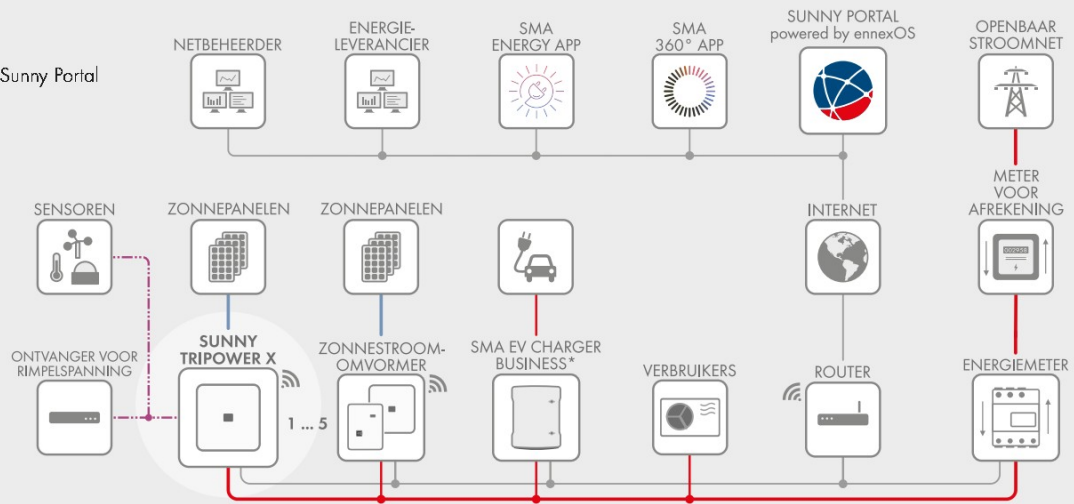 Sunny Portal
NETBEHEERDER
ENERGIE-
LEVERANCIER
SMA
ENERGY APP
SMA
360° APP
SUNNY PORTAL
powered by ennexOS
OPENBAAR
STROOMNET
SENSOREN
ZONNEPANELEN
ZONNEPANELEN
INTERNET
METER
VOOR
AFREKENING
ONTVANGER VOOR
RIMPELSPANNING
SUNNY
TRIPOWER X
1 ... 5
ZONNESTROOM-
OMVORMER
SMA EV CHARGER
BUSINESS*
VERBRUIKERS
ROUTER
ENERGIEMETER